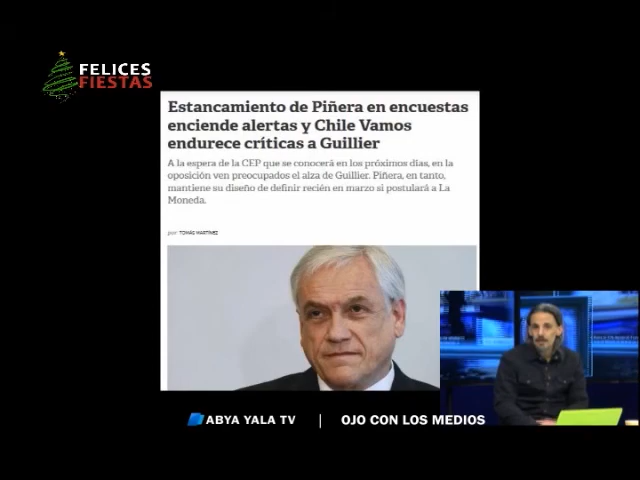 FELICES
FIESTAS
Estancamiento de Piñera en encuestas
enciende alertas y Chile Vamos
endurece críticas a Guillier
A la espera de la CEP que se conocerá en los próximos días, en la
oposición ven preocupados el alza de Guillier. Piñera, en tanto,
mantiene su diseño de definir recién en marzo si postulará a La
Moneda.
por TOMÁS MARTÍNEZ
ABYA YALA TV | OJO CON LOS MEDIOS